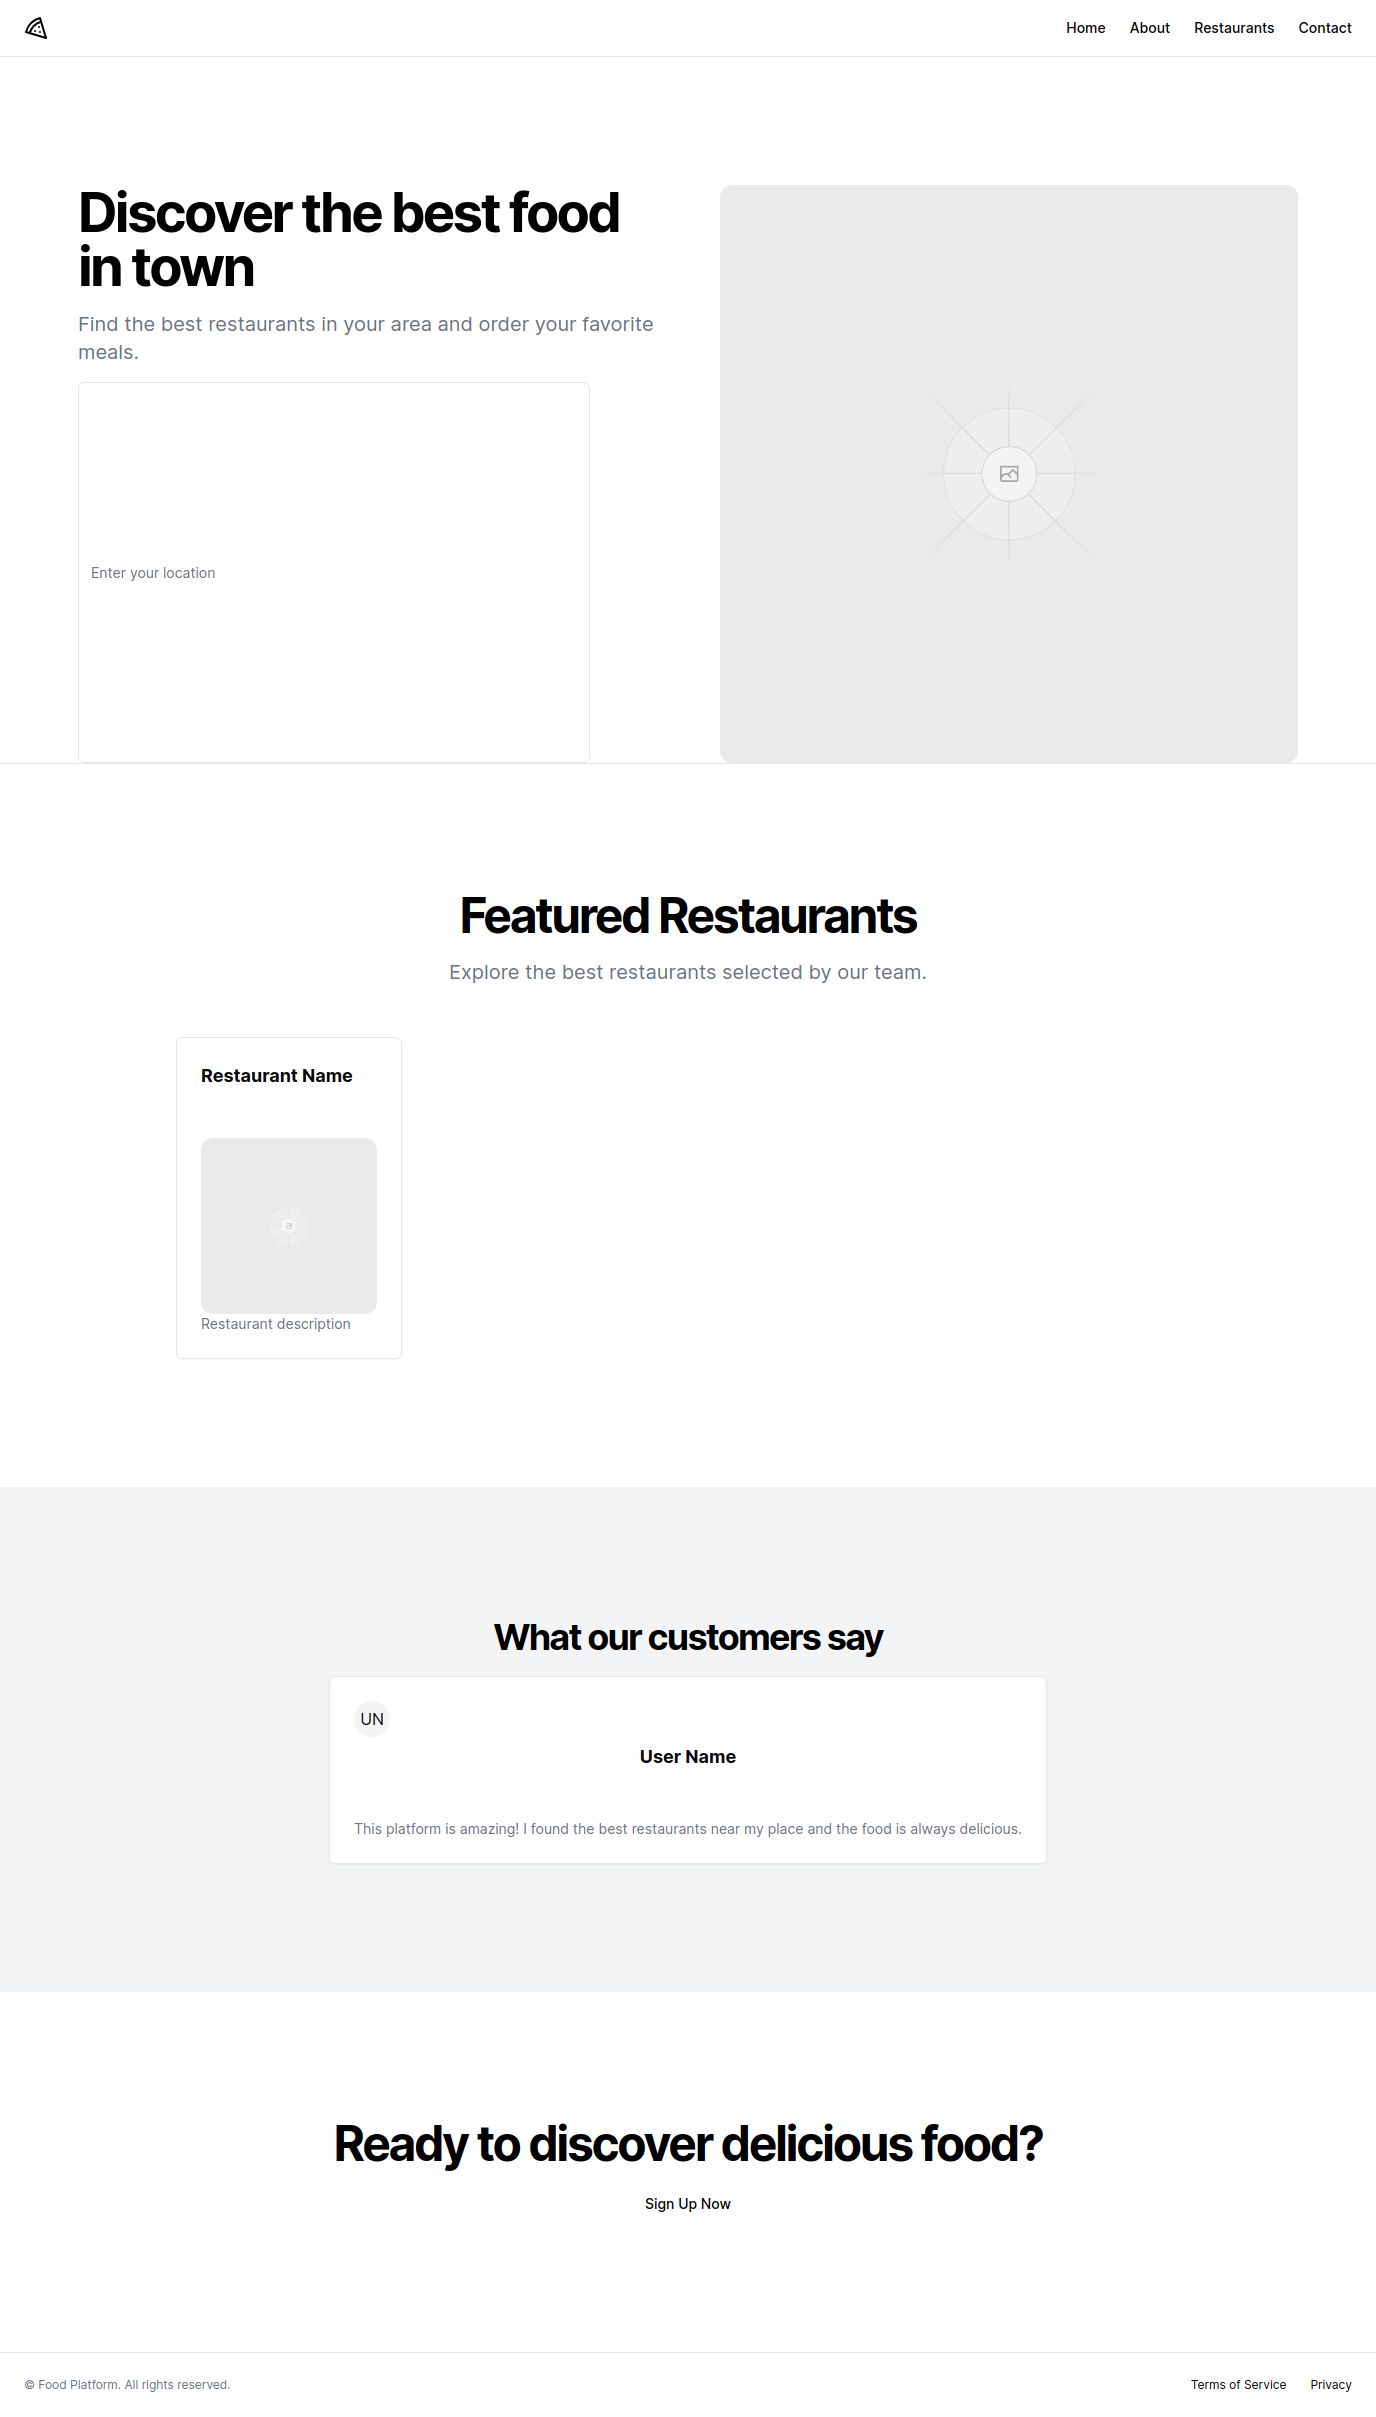 Home About Restaurants Contact
Discover the best food
in town
Find the best restaurants in your area and order your favorite
meals.
Enter your location
Featured Restaurants
Explore the best restaurants selected by our team.
Restaurant Name
Restaurant description
What our customers say
UN
User Name
This platform is amazing! I found the best restaurants near my place and the food is always delicious.
Ready to discover delicious food?
Sign Up Now
© Food Platform. All rights reserved. Terms of Service Privacy